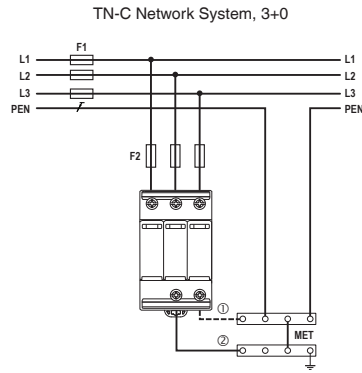 TN-C Network System, 3+0
F1
L1 L1
L2 L2
L3 L3
PEN PEN
F2
①
MET
②